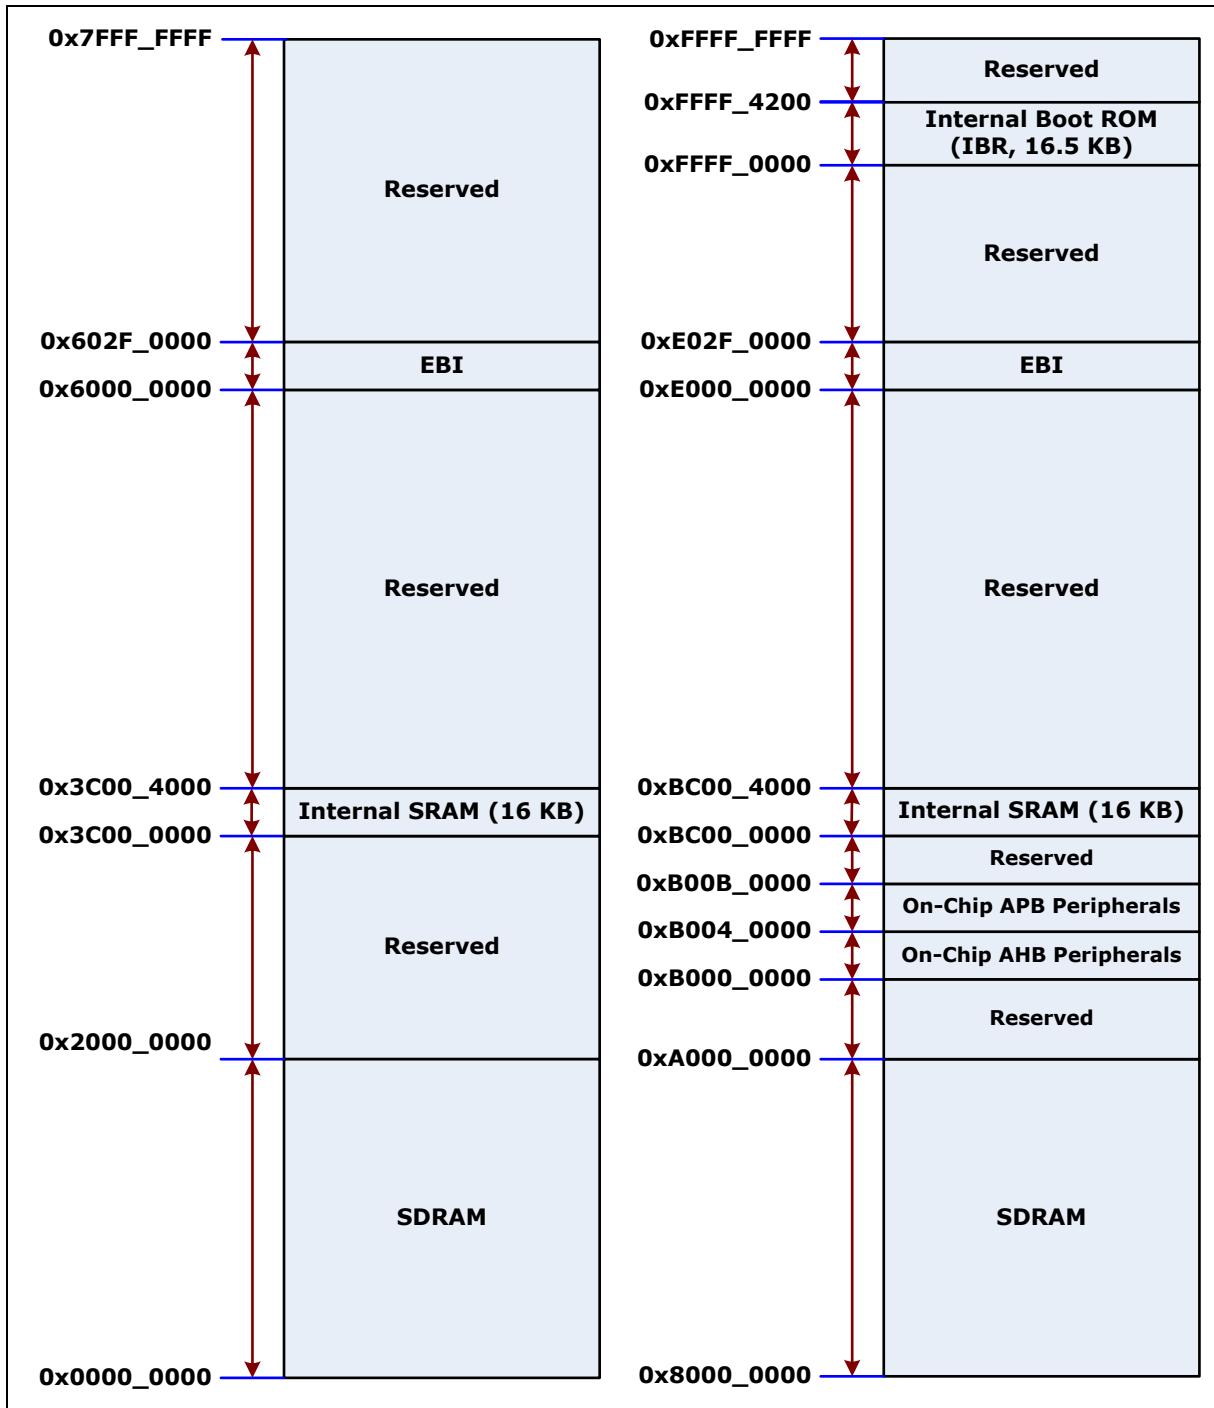 0x7FFF_FFFF
Reserved
0x602F_0000
EBI
0x6000_0000
Reserved
0x3C00_4000
Internal SRAM (16 KB)
0x3C00_0000
Reserved
0x2000_0000
SDRAM
0x0000_0000
0xFFFF_FFFF
Reserved
0xFFFF_4200
Internal Boot ROM
(IBR, 16.5 KB)
0xFFFF_0000
Reserved
0xE02F_0000
EBI
0xE000_0000
Reserved
0xBC00_4000
Internal SRAM (16 KB)
0xBC00_0000
Reserved
0xB00B_0000
On-Chip APB Peripherals
0xB004_0000
On-Chip AHB Peripherals
0xB000_0000
Reserved
0xA000_0000
SDRAM
0x8000_0000